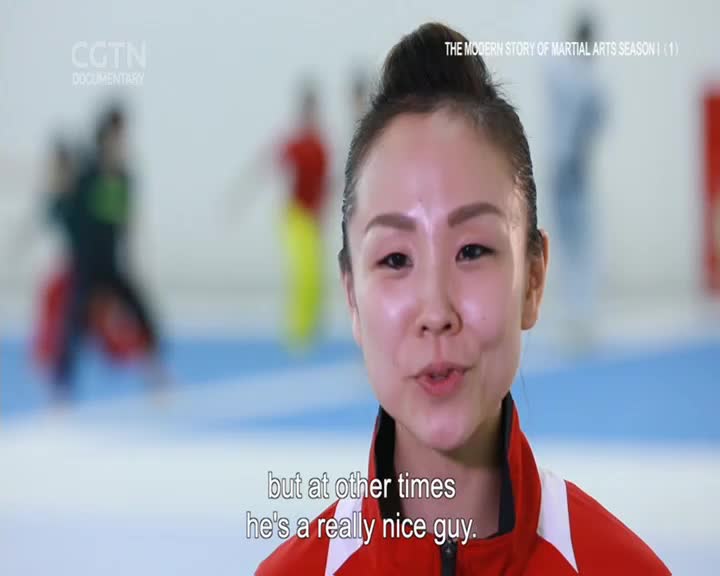 CGTN
DOCUMENTARY
THE MODERN STORY OF MARTIAL ARTS SEASON I (1)
but at other times
he's a really nice guy.